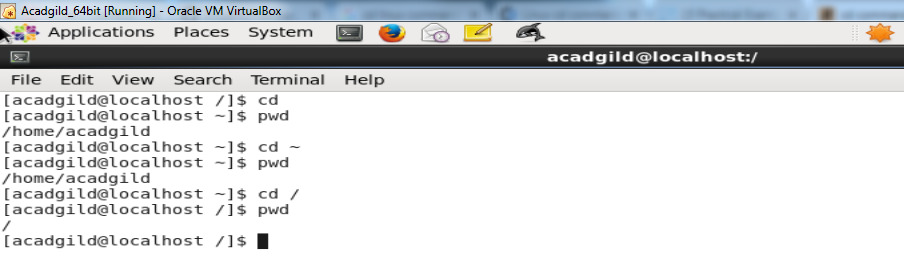 Acadgild_64bit [Running] - Oracle VM VirtualBox
Applications Places System
acadgild@localhost:/
File Edit View Search Terminal Help
[acadgild@localhost /]$ cd
[acadgild@localhost ~]$ pwd
/home/acadgild
[acadgild@localhost ~]$ cd ~
[acadgild@localhost ~]$ pwd
/home/acadgild
[acadgild@localhost ~]$ cd /
[acadgild@localhost /]$ pwd
/
[acadgild@localhost /]$